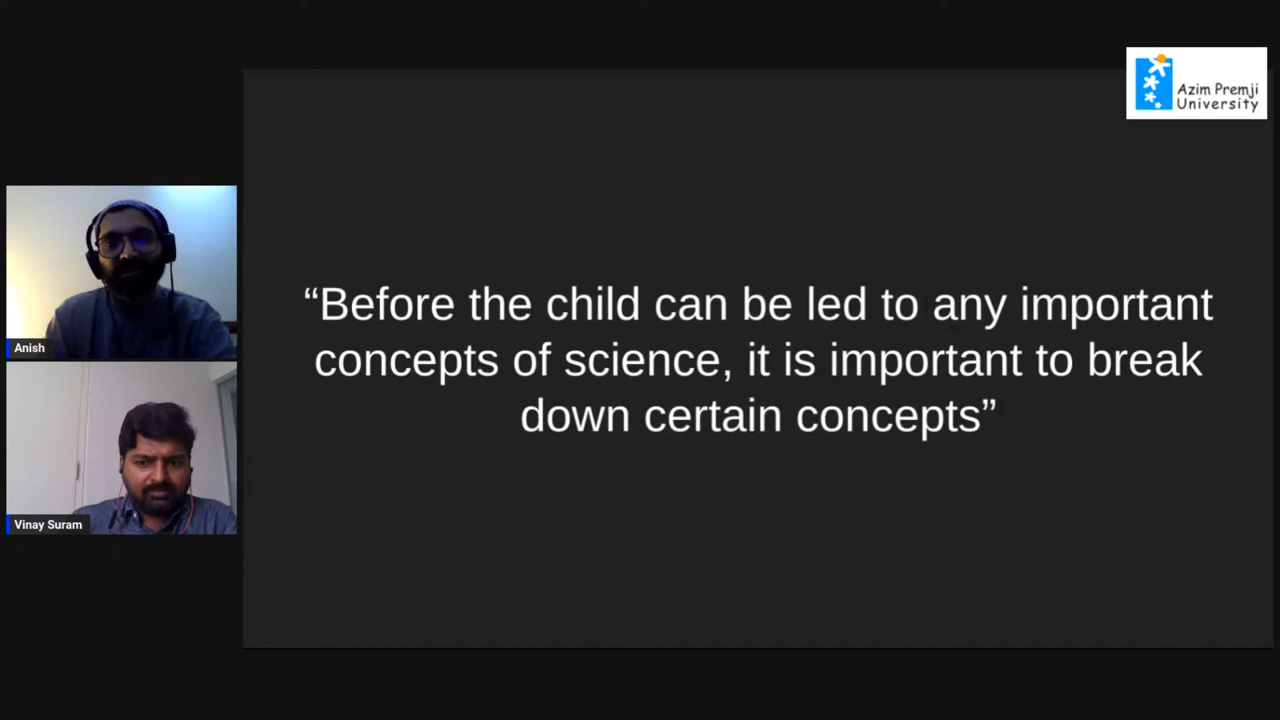 Azim Premji
University
Anish
Vinay Suram
“Before the child can be led to any important
concepts of science, it is important to break
down certain concepts”